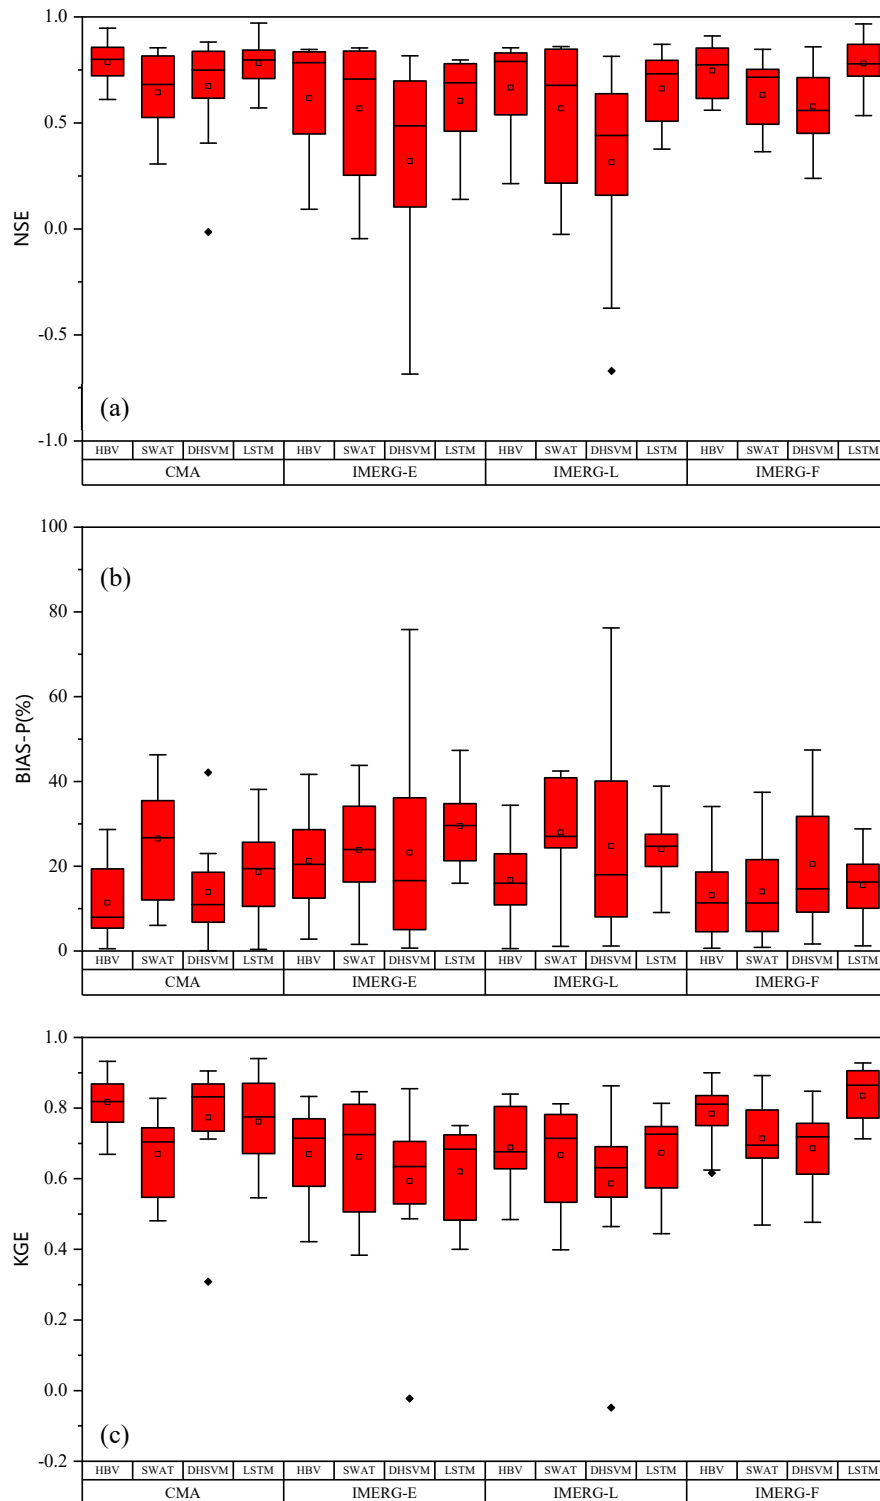 1.0
0.5
0.0
-0.5
-1.0
NSE
(a)
HBV SWAT DHSVM LSTM HBV SWAT DHSVM LSTM HBV SWAT DHSVM LSTM HBV SWAT DHSVM LSTM
CMA IMERG-E IMERG-L IMERG-F
100
80
60
40
20
0
BIAS-P(%)
(b)
HBV SWAT DHSVM LSTM HBV SWAT DHSVM LSTM HBV SWAT DHSVM LSTM HBV SWAT DHSVM LSTM
CMA IMERG-E IMERG-L IMERG-F
1.0
0.8
0.6
0.4
0.2
0.0
-0.2
KGE
(c)
HBV SWAT DHSVM LSTM HBV SWAT DHSVM LSTM HBV SWAT DHSVM LSTM HBV SWAT DHSVM LSTM
CMA IMERG-E IMERG-L IMERG-F